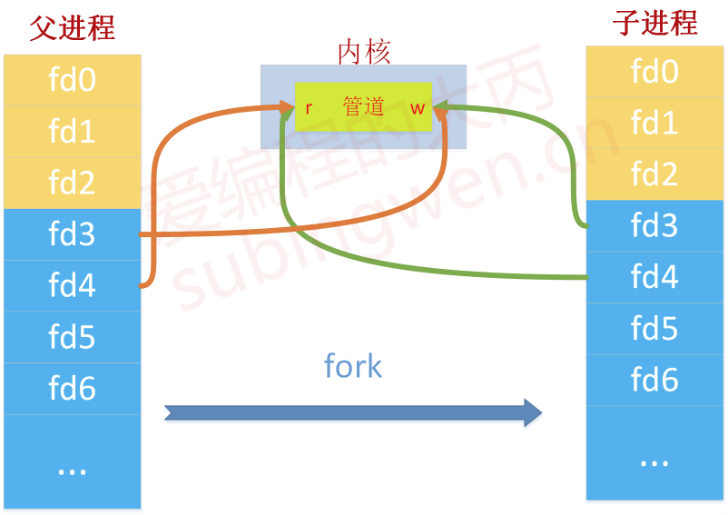 父进程
fd0
fd1
fd2
fd3
fd4
fd5
fd6
...
内核
r 管道 w
fork
子进程
fd0
fd1
fd2
fd3
fd4
fd5
fd6
...
爱编程的大丙
subingwen.cn